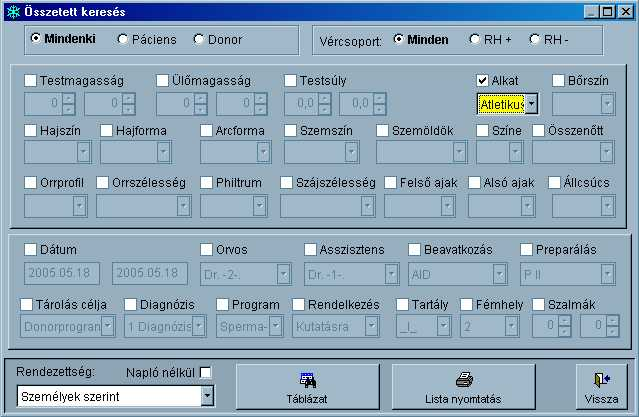 Összetett keresés
Mindenki Páciens Donor Vércsoport: Minden RH + RH -
Testmagasság Ülőmagasság Testsúly Alkat Bőrszín
0 0 0 0 0,0 0,0 Atletikus
Hajszín Hajforma Arcforma Szemszín Szemöldök Színe Összenőtt
Orrprofil Orrszélesség Philtrum Szájszélesség Felső ajak Alsó ajak Állcsúcs
Dátum Orvos Asszisztens Beavatkozás Preparálás
2005.05.18 2005.05.18 Dr. -2-. Dr. -1-. AID P II
Tárolás célja Diagnózis Program Rendelkezés Tartály Fémhely Szalmák
Donorprogram 1 Diagnózis Sperma- Kutatásra _I_ 2 0 0
Rendezettség: Napló nélkül
Személyek szerint
Táblázat Lista nyomtatás Vissza